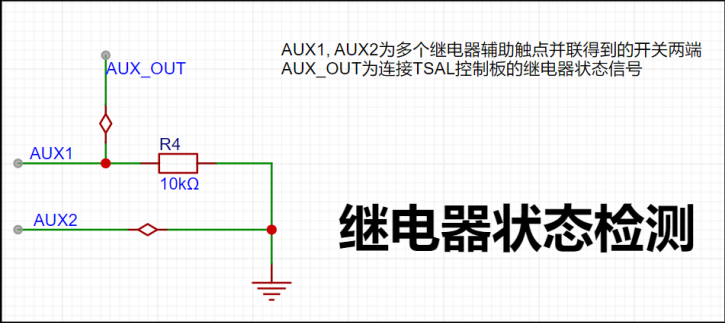 AUX1, AUX2为多个继电器辅助触点并联得到的开关两端
AUX_OUT为连接TSAL控制板的继电器状态信号
AUX_OUT
AUX1
R4
10kΩ
AUX2
继电器状态检测